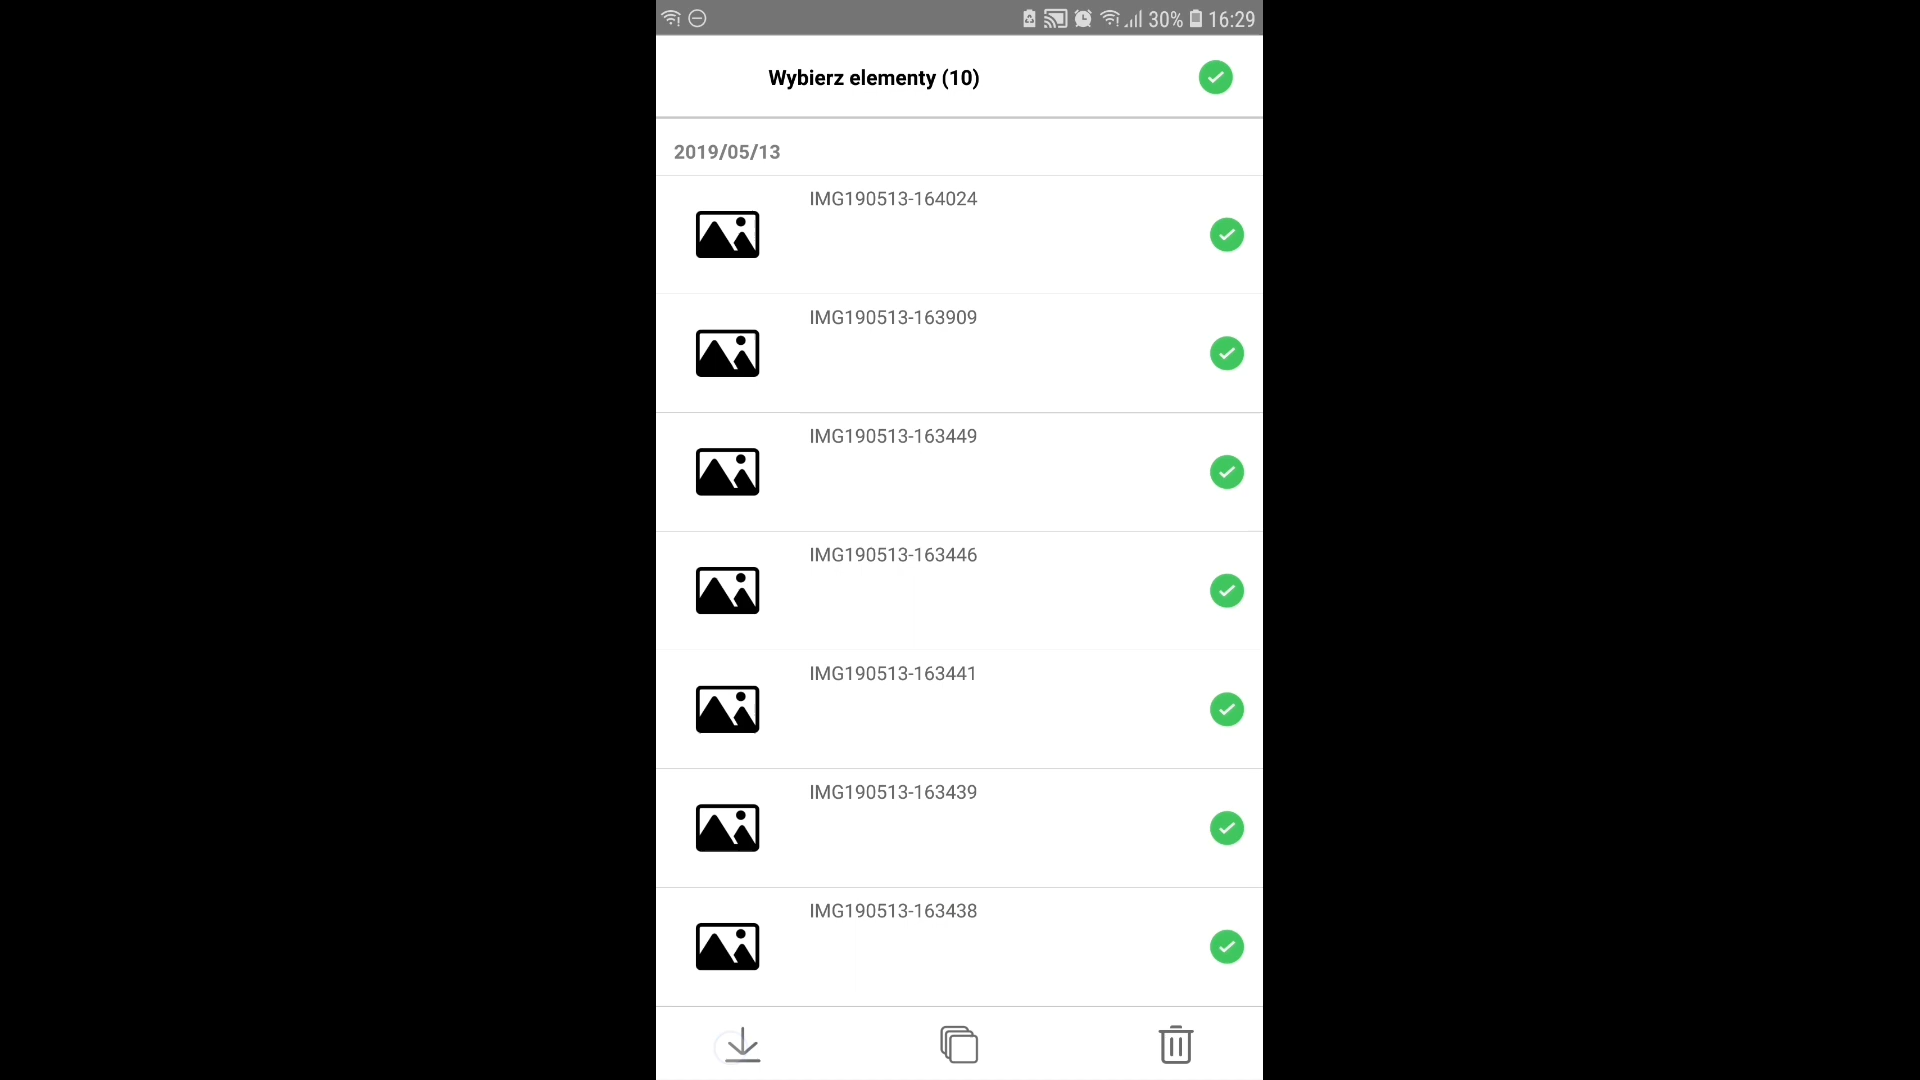 30% 16:29
Wybierz elementy (10)
2019/05/13
IMG190513-164024
IMG190513-163909
IMG190513-163449
IMG190513-163446
IMG190513-163441
IMG190513-163439
IMG190513-163438